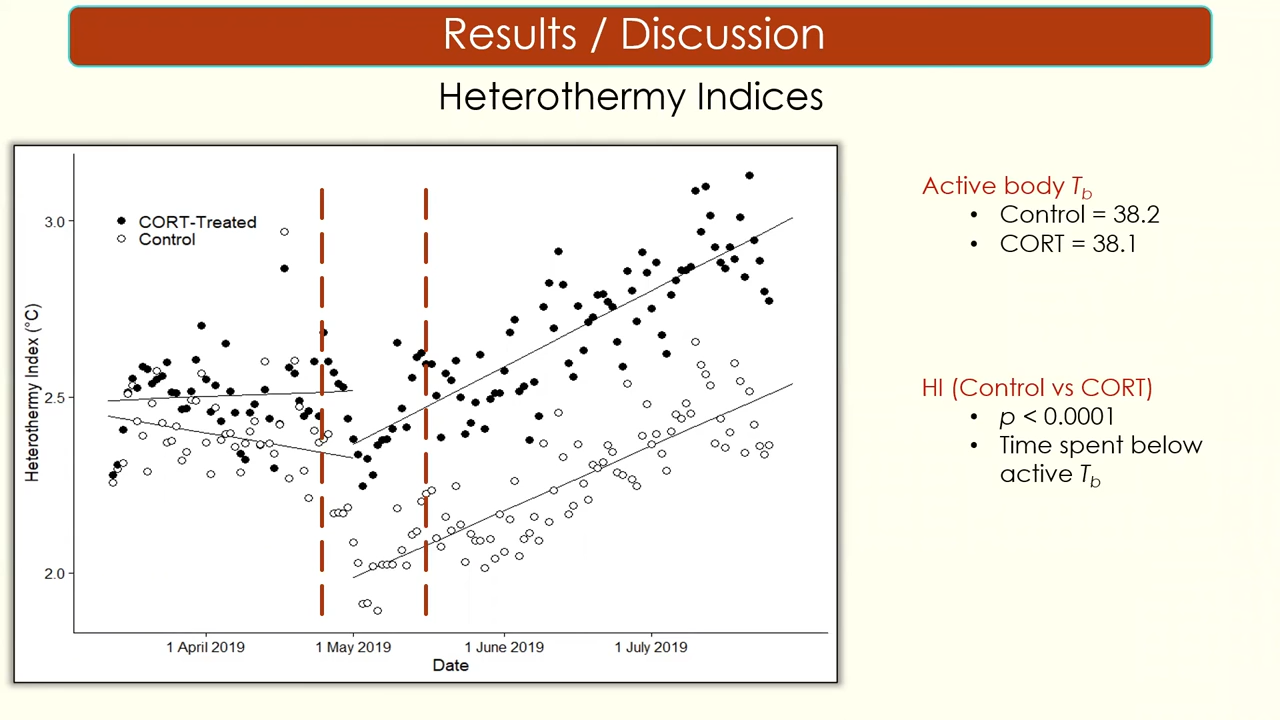 Results / Discussion
Heterothermy Indices
3.0
2.5
2.0
Heterothermy Index (°C)
CORT-Treated
Control
1 April 2019
1 May 2019
1 June 2019
1 July 2019
Date
Active body Tb
• Control = 38.2
• CORT = 38.1
HI (Control vs CORT)
• p < 0.0001
• Time spent below
active Tb